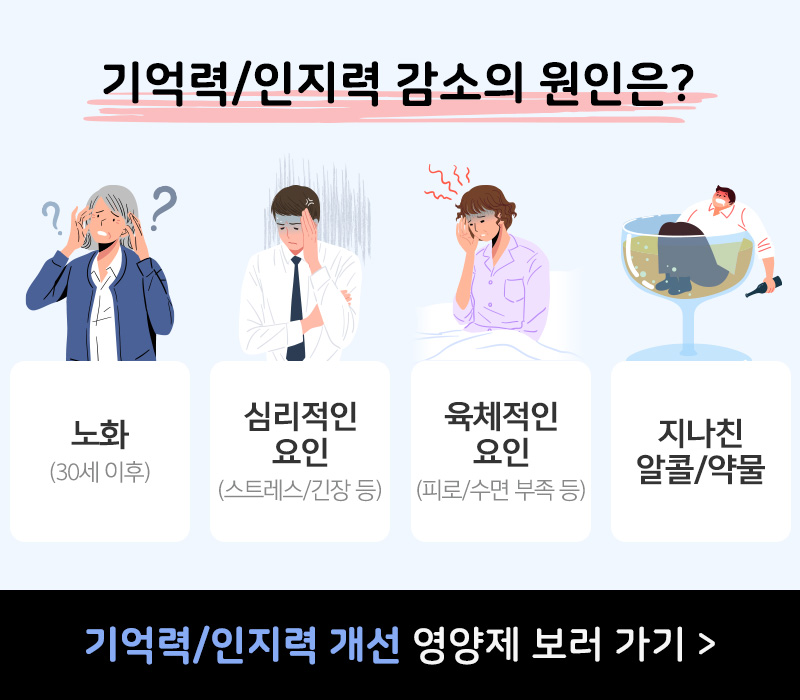 기억력/인지력 감소의 원인은?
? ?
노화
(30세 이후)
심리적인
요인
(스트레스/긴장 등)
육체적인
요인
(피로/수면 부족 등)
지나친
알콜/약물
기억력/인지력 개선 영양제 보러 가기 >